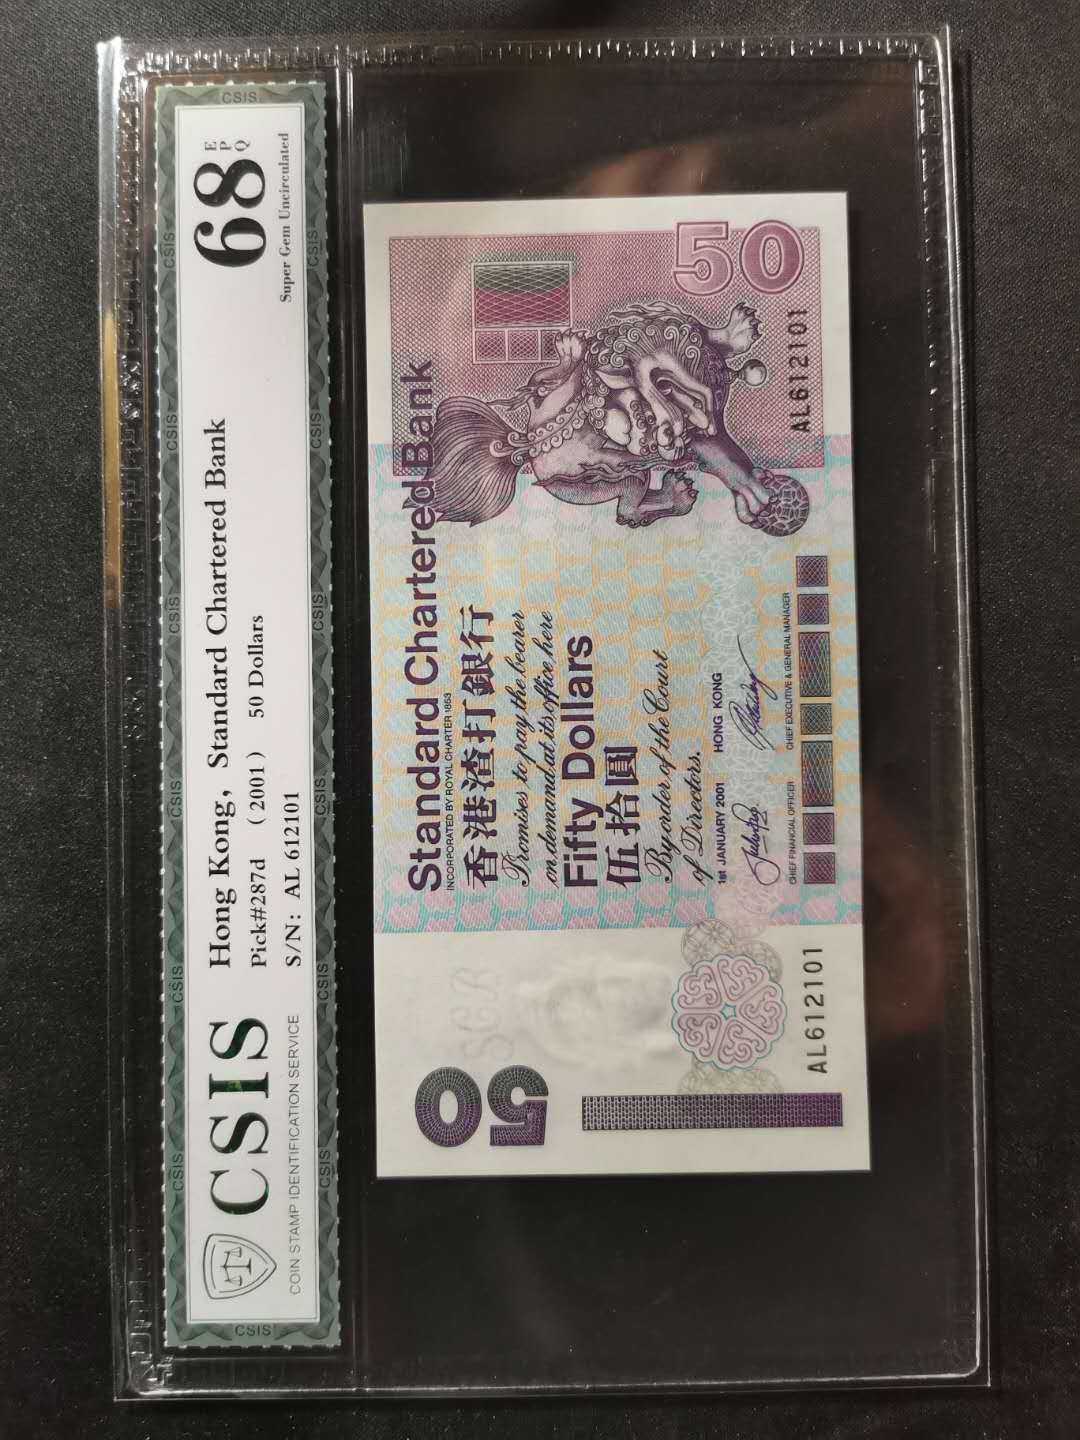 CSIS
COIN STAMP IDENTIFICATION SERVICE
Hong Kong, Standard Chartered Bank
Pick#287d (2001) 50 Dollars
S/N: AL 612101
68
EPQ
Super Gem Uncirculated
50
Standard Chartered Bank
INCORPORATED BY ROYAL CHARTER 1853
香港渣打銀行
Promises to pay the bearer
on demand at its office here
Fifty Dollars
伍拾圓
By order of the Court
of Directors.
1st JANUARY 2001 HONG KONG
CHIEF FINANCIAL OFFICER
CHIEF EXECUTIVE & GENERAL MANAGER
AL612101
50
AL612101
SCB